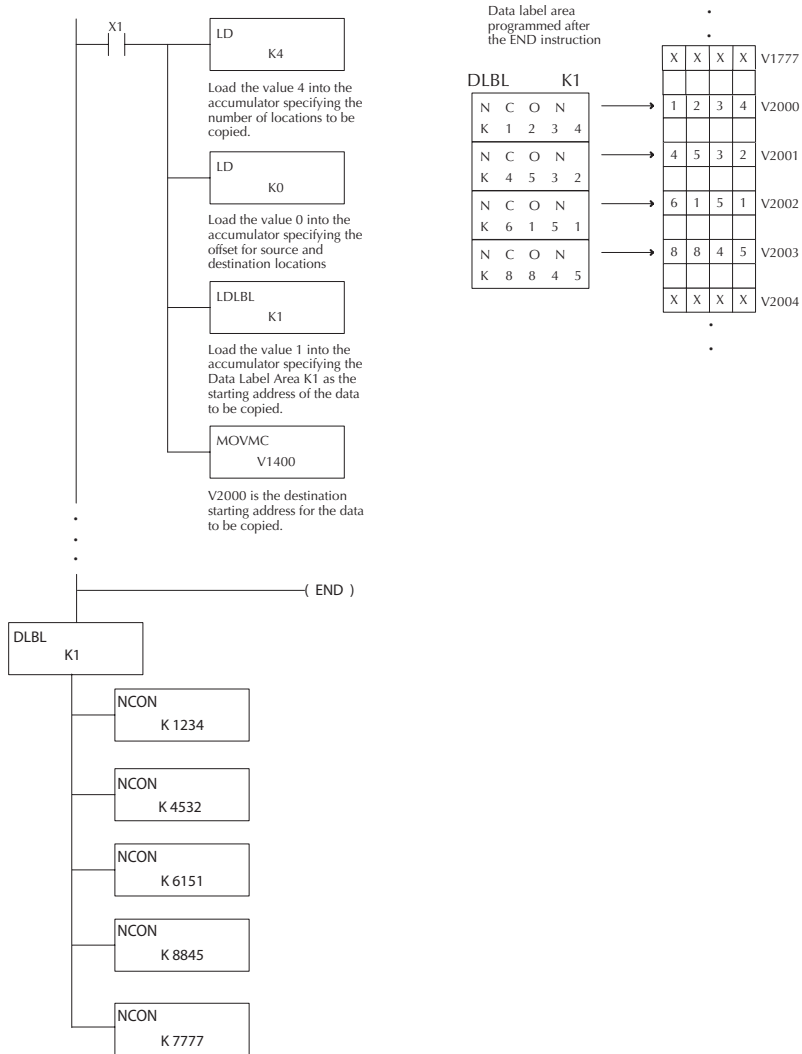 X1
LD
K4
Load the value 4 into the
accumulator specifying the
number of locations to be
copied.
LD
K0
Load the value 0 into the
accumulator specifying the
offset for source and
destination locations
LDLBL
K1
Load the value 1 into the
accumulator specifying the
Data Label Area K1 as the
starting address of the data
to be copied.
MOVMC
V1400
V2000 is the destination
starting address for the data
to be copied.
( END )
DLBL
K1
NCON
K 1234
NCON
K 4532
NCON
K 6151
NCON
K 8845
NCON
K 7777
Data label area
programmed after
the END instruction
DLBL K1
N C O N
K 1 2 3 4
N C O N
K 4 5 3 2
N C O N
K 6 1 5 1
N C O N
K 8 8 4 5
X X X X V1777
1 2 3 4 V2000
4 5 3 2 V2001
6 1 5 1 V2002
8 8 4 5 V2003
X X X X V2004